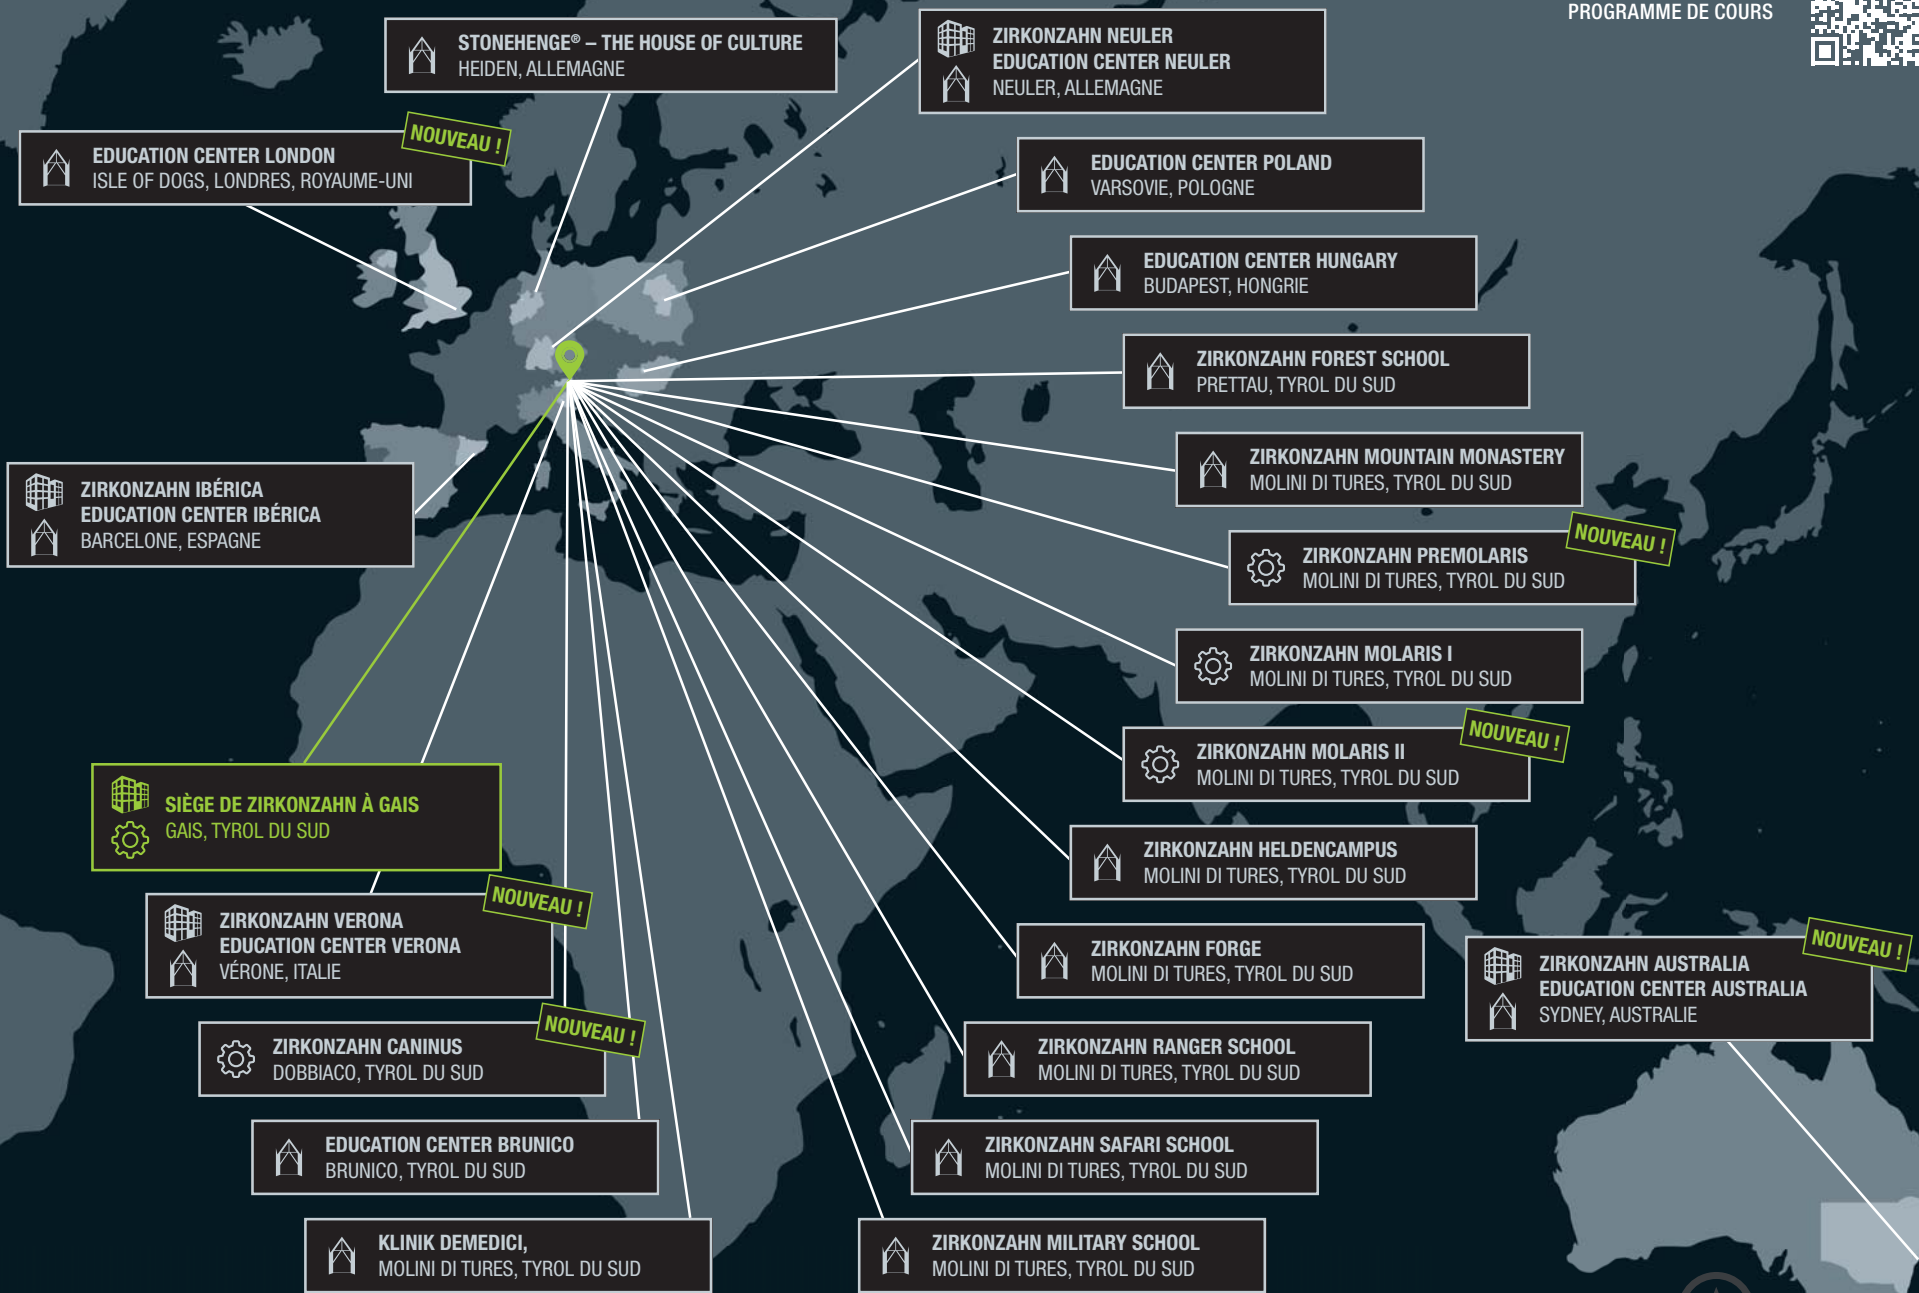 PROGRAMME DE COURS
STONEHENGE® – THE HOUSE OF CULTURE
HEIDEN, ALLEMAGNE
ZIRKONZAHN NEULER
EDUCATION CENTER NEULER
NEULER, ALLEMAGNE
NOUVEAU !
EDUCATION CENTER LONDON
ISLE OF DOGS, LONDRES, ROYAUME-UNI
EDUCATION CENTER POLAND
VARSOVIE, POLOGNE
EDUCATION CENTER HUNGARY
BUDAPEST, HONGRIE
ZIRKONZAHN FOREST SCHOOL
PRETTAU, TYROL DU SUD
ZIRKONZAHN MOUNTAIN MONASTERY
MOLINI DI TURES, TYROL DU SUD
ZIRKONZAHN IBÉRICA
EDUCATION CENTER IBÉRICA
BARCELONE, ESPAGNE
NOUVEAU !
ZIRKONZAHN PREMOLARIS
MOLINI DI TURES, TYROL DU SUD
ZIRKONZAHN MOLARIS I
MOLINI DI TURES, TYROL DU SUD
NOUVEAU !
ZIRKONZAHN MOLARIS II
MOLINI DI TURES, TYROL DU SUD
SIÈGE DE ZIRKONZAHN À GAIS
GAIS, TYROL DU SUD
ZIRKONZAHN HELDENCAMPUS
MOLINI DI TURES, TYROL DU SUD
NOUVEAU !
ZIRKONZAHN VERONA
EDUCATION CENTER VERONA
VÉRONE, ITALIE
ZIRKONZAHN FORGE
MOLINI DI TURES, TYROL DU SUD
NOUVEAU !
ZIRKONZAHN AUSTRALIA
EDUCATION CENTER AUSTRALIA
SYDNEY, AUSTRALIE
NOUVEAU !
ZIRKONZAHN CANINUS
DOBBIACO, TYROL DU SUD
ZIRKONZAHN RANGER SCHOOL
MOLINI DI TURES, TYROL DU SUD
EDUCATION CENTER BRUNICO
BRUNICO, TYROL DU SUD
ZIRKONZAHN SAFARI SCHOOL
MOLINI DI TURES, TYROL DU SUD
KLINIK DEMEDICI,
MOLINI DI TURES, TYROL DU SUD
ZIRKONZAHN MILITARY SCHOOL
MOLINI DI TURES, TYROL DU SUD